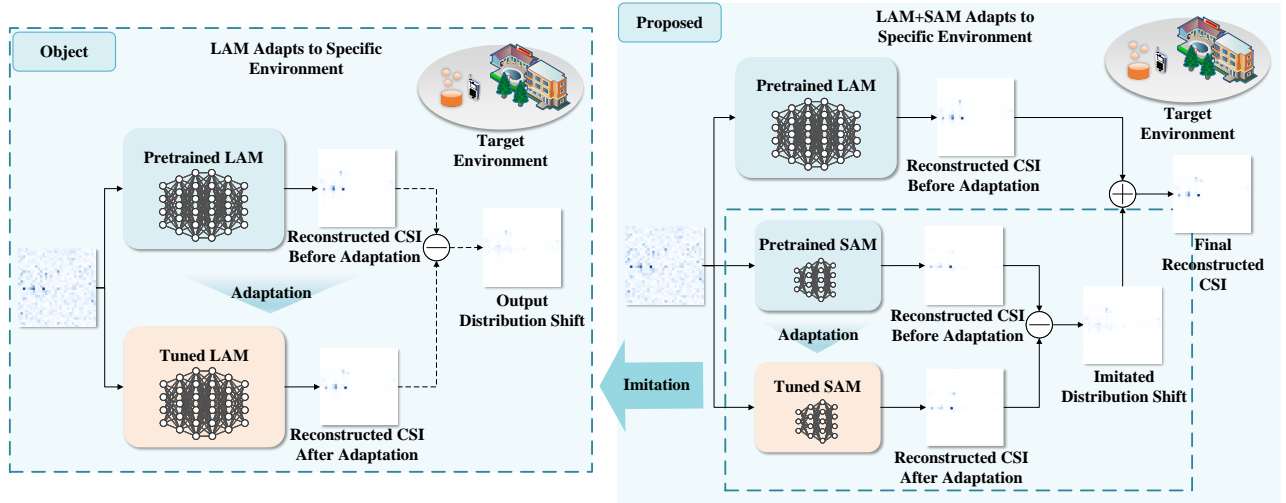 Object
LAM Adapts to Specific
Environment
Target
Environment
Pretrained LAM
Reconstructed CSI
Before Adaptation
Adaptation
Output
Distribution Shift
Tuned LAM
Reconstructed CSI
After Adaptation
Imitation
Proposed
LAM+SAM Adapts to
Specific Environment
Target
Environment
Pretrained LAM
Reconstructed CSI
Before Adaptation
Pretrained SAM
Reconstructed CSI
Before Adaptation
Adaptation
Final
Reconstructed
CSI
Imitated
Distribution Shift
Tuned SAM
Reconstructed CSI
After Adaptation